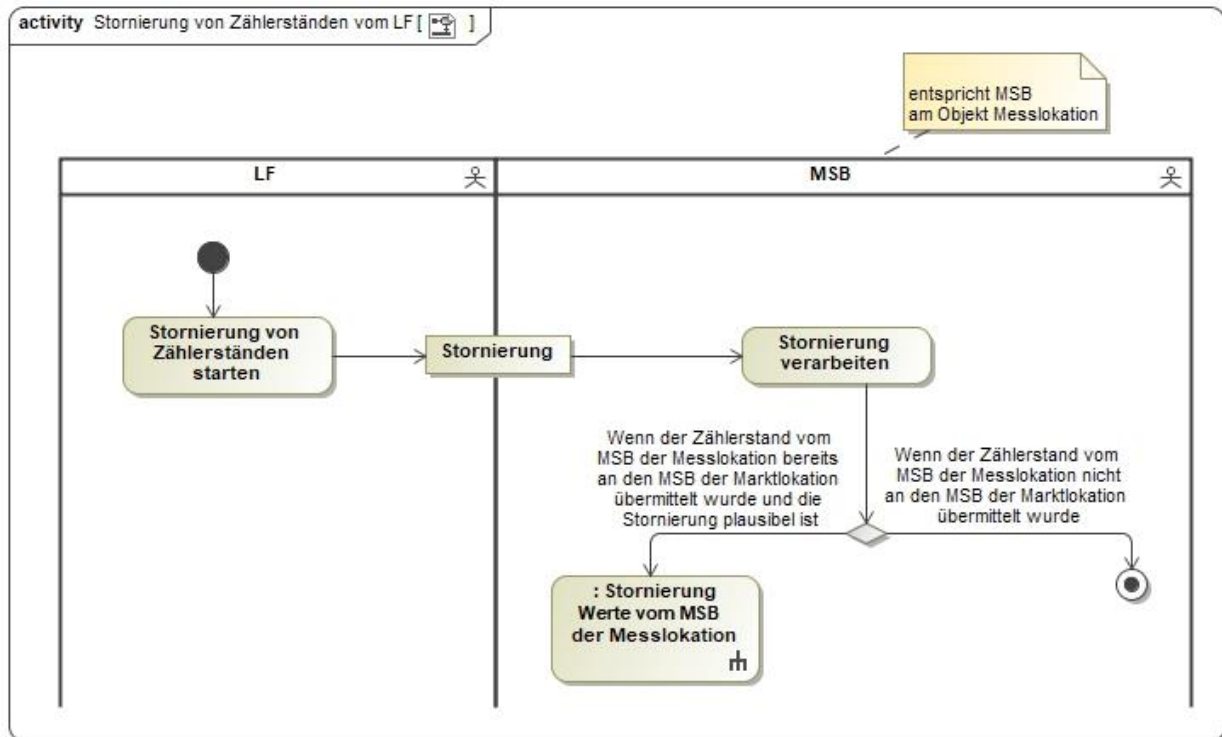 activity Stornierung von Zählerständen vom LF [ ]
entspricht MSB
am Objekt Messlokation
LF
MSB
Stornierung von
Zählerständen
starten
Stornierung
Stornierung
verarbeiten
Wenn der Zählerstand vom
MSB der Messlokation bereits
an den MSB der Marktlokation
übermittelt wurde und die
Stornierung plausibel ist
Wenn der Zählerstand vom
MSB der Messlokation nicht
an den MSB der Marktlokation
übermittelt wurde
: Stornierung
Werte vom MSB
der Messlokation